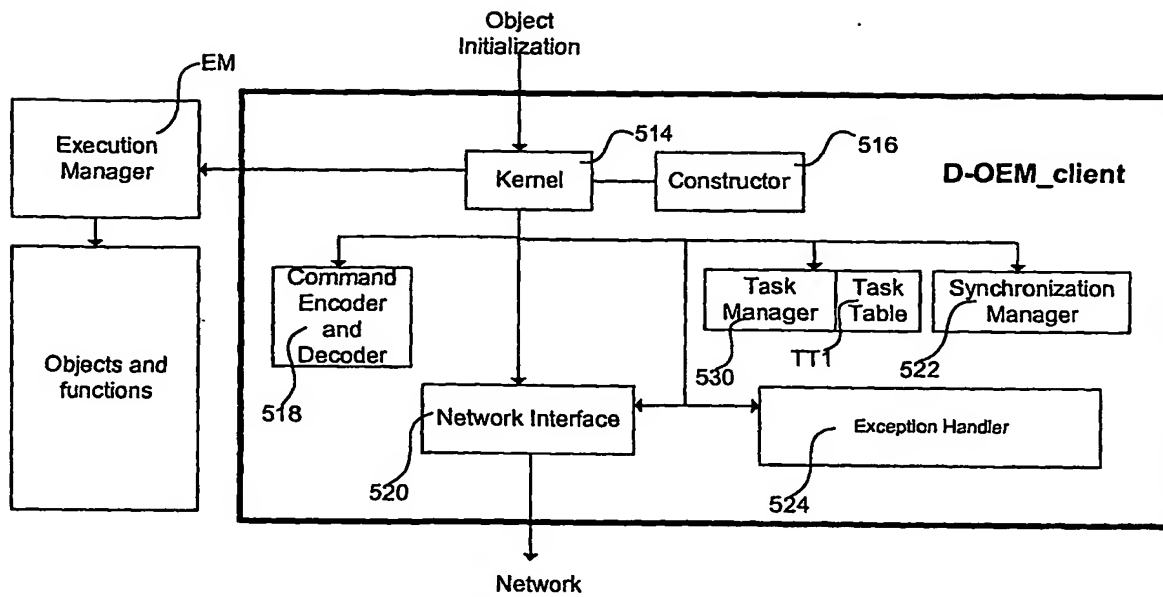 Object
Initialization
EM
Execution
Manager
514
516
Kernel
Constructor
D-OEM_client
Command
Encoder
and
Decoder
Task
Manager
Task
Table
Synchronization
Manager
Objects and
functions
530
TT1
522
518
Network Interface
Exception Handler
520
524
Network